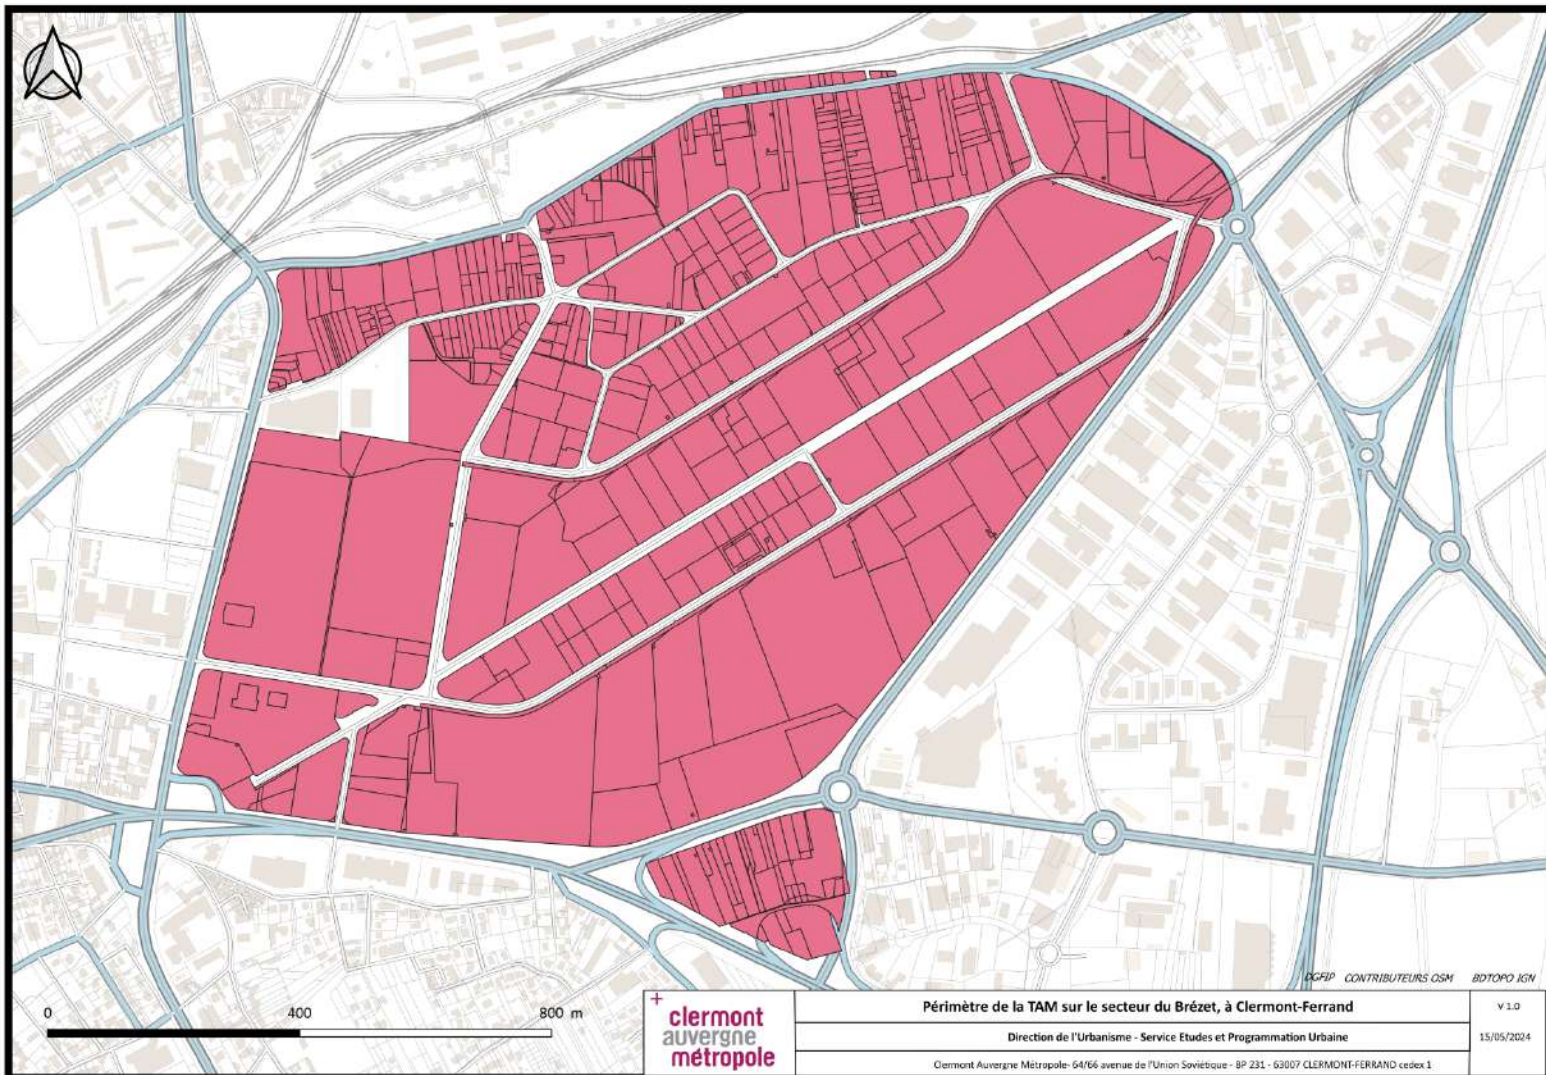 DGFIP CONTRIBUTEURS OSM BDTOPO IGN
0 400 800 m
+
clermont
auvergne
métropole
Périmètre de la TAM sur le secteur du Brézet, à Clermont-Ferrand
V 1.0
Direction de l'Urbanisme - Service Etudes et Programmation Urbaine
15/05/2024
Clermont Auvergne Métropole- 64/66 avenue de l'Union Soviétique - BP 231 - 63007 CLERMONT-FERRAND cedex 1